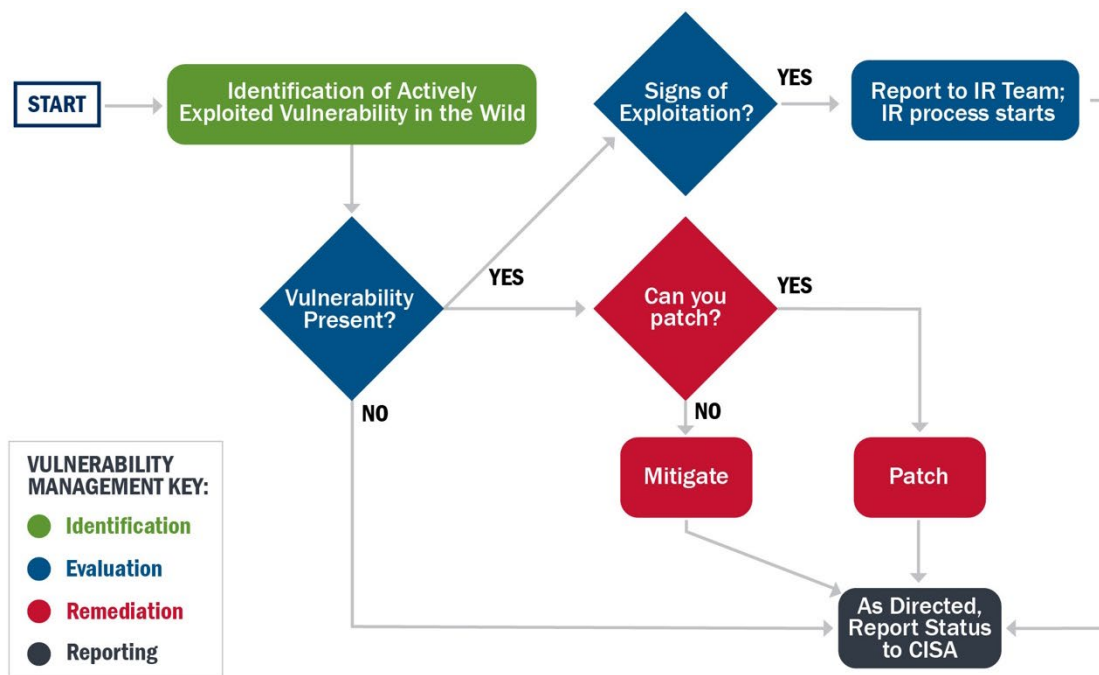 START
Identification of Actively
Exploited Vulnerability in the Wild
Signs of
Exploitation?
YES
Report to IR Team;
IR process starts
Vulnerability
Present?
YES
Can you
patch?
YES
NO
NO
Mitigate
Patch
As Directed,
Report Status
to CISA
VULNERABILITY
MANAGEMENT KEY:
Identification
Evaluation
Remediation
Reporting